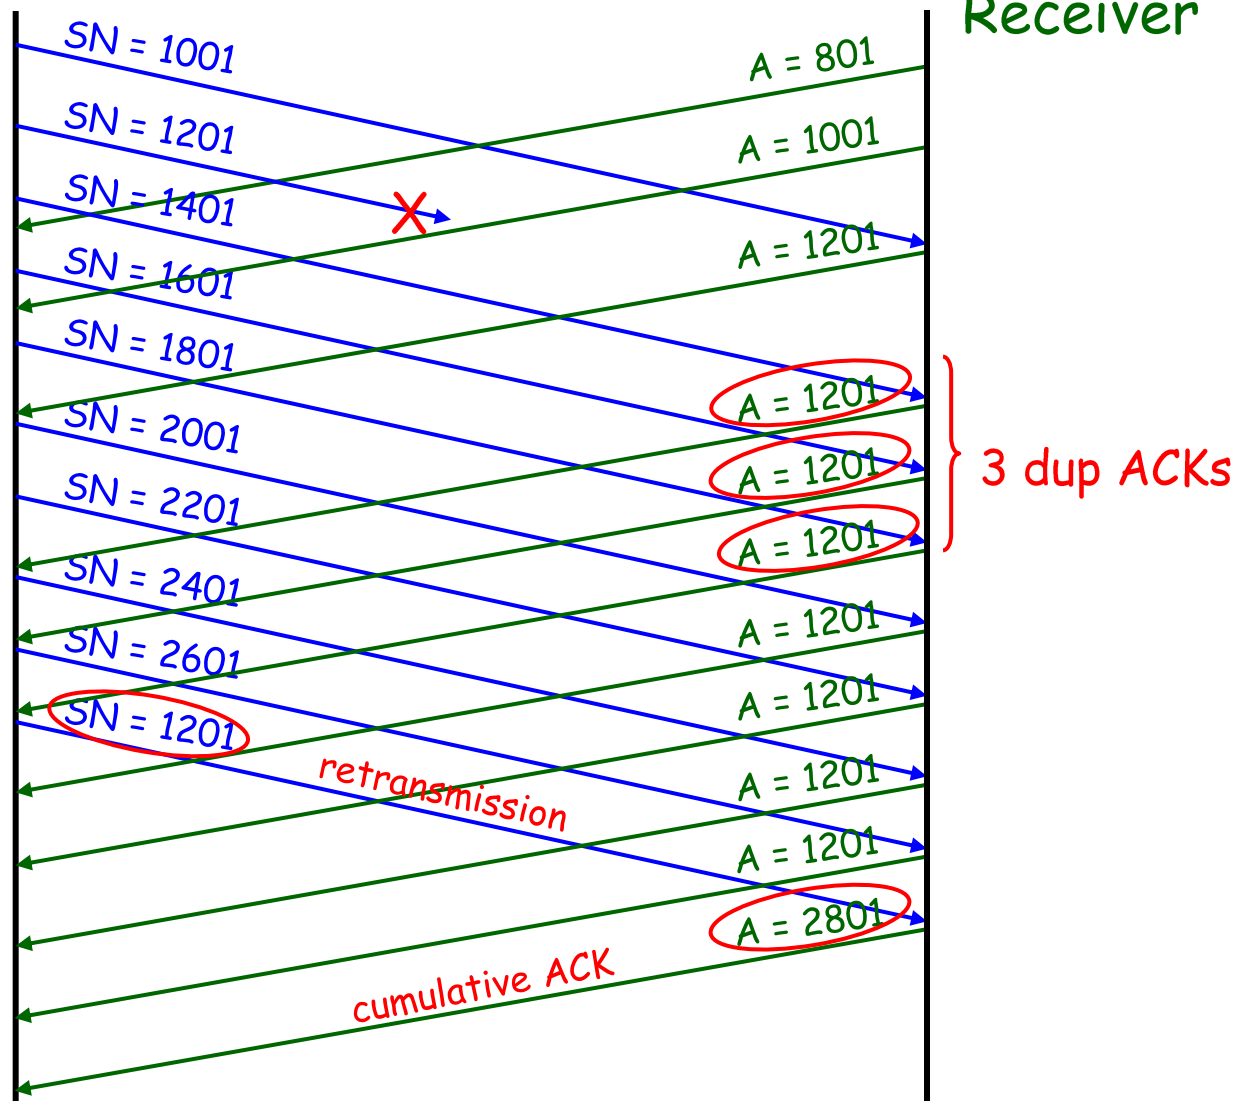 Receiver
SN = 1001
A = 801
SN = 1201
A = 1001
SN = 1401
A = 1201
SN = 1601
SN = 1801
A = 1201
SN = 2001
A = 1201
3 dup ACKs
SN = 2201
A = 1201
SN = 2401
A = 1201
SN = 2601
A = 1201
SN = 1201
retransmission
A = 1201
A = 1201
A = 2801
cumulative ACK